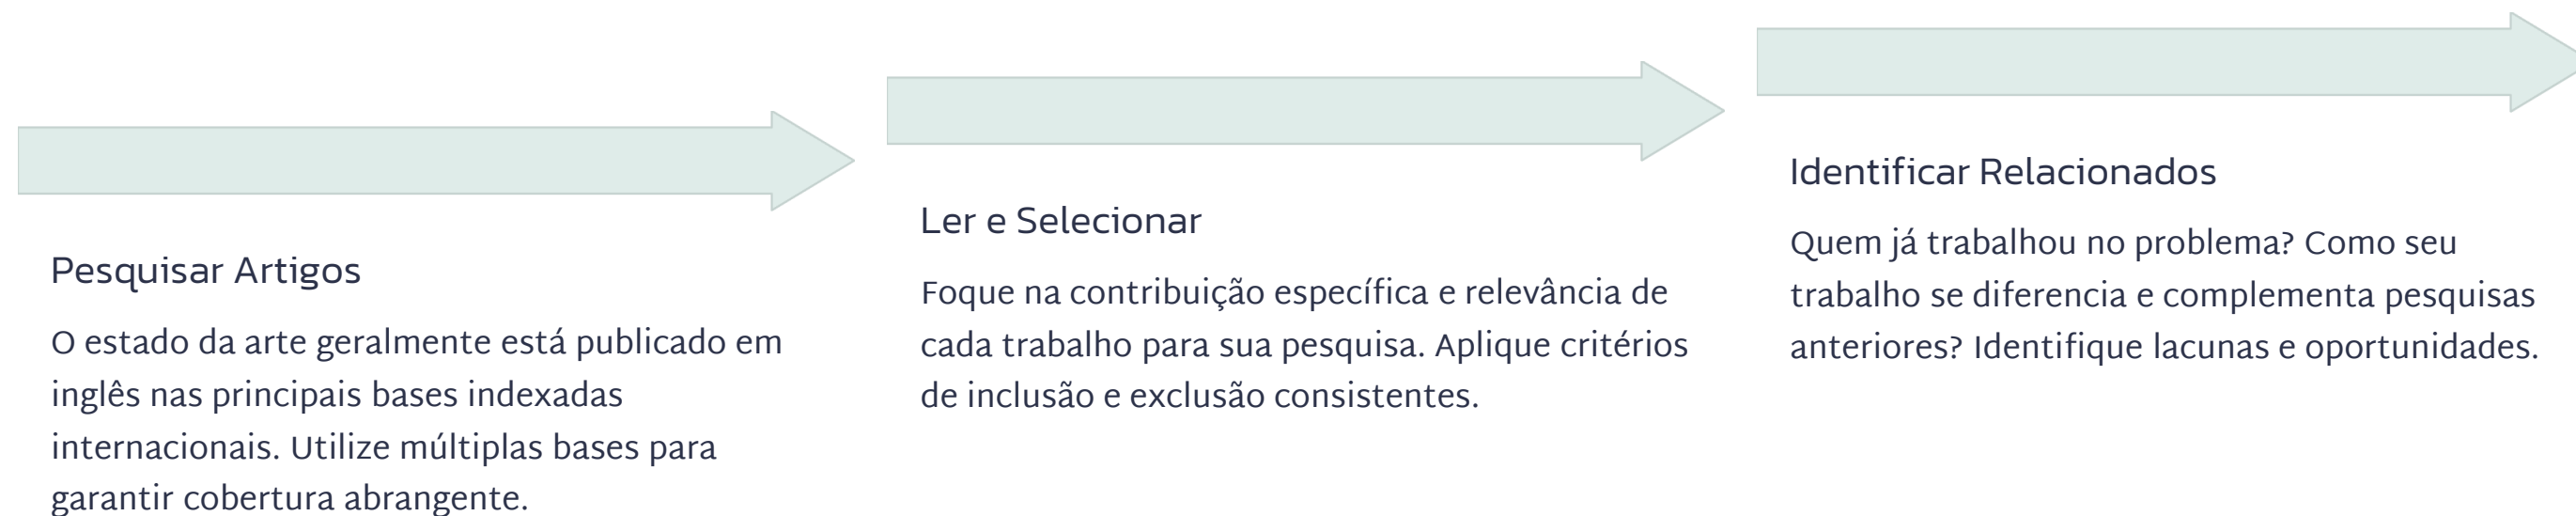 Pesquisar Artigos
O estado da arte geralmente está publicado em
inglês nas principais bases indexadas
internacionais. Utilize múltiplas bases para
garantir cobertura abrangente.
Ler e Selecionar
Foque na contribuição específica e relevância de
cada trabalho para sua pesquisa. Aplique critérios
de inclusão e exclusão consistentes.
Identificar Relacionados
Quem já trabalhou no problema? Como seu
trabalho se diferencia e complementa pesquisas
anteriores? Identifique lacunas e oportunidades.